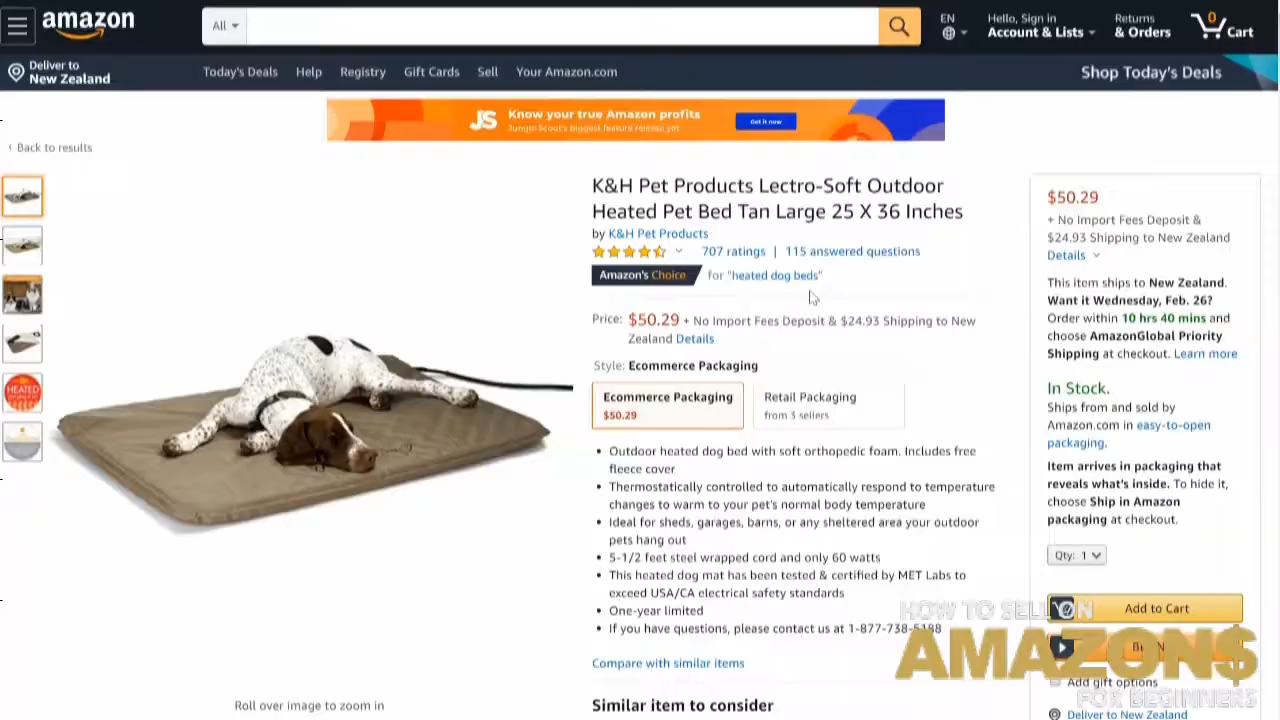 amazon
All
EN
Hello, Sign in
Account & Lists
Returns
& Orders
0
Cart
Deliver to
New Zealand
Today's Deals
Help
Registry
Gift Cards
Sell
Your Amazon.com
Shop Today's Deals
JS
Know your true Amazon profits
Jungle Scout's biggest feature release yet
Get it now
‹ Back to results
HEATED
Roll over image to zoom in
K&H Pet Products Lectro-Soft Outdoor
Heated Pet Bed Tan Large 25 X 36 Inches
by K&H Pet Products
707 ratings | 115 answered questions
Amazon's Choice for "heated dog beds"
Price: $50.29 + No Import Fees Deposit & $24.93 Shipping to New
Zealand Details
Style: Ecommerce Packaging
Ecommerce Packaging
$50.29
Retail Packaging
from 3 sellers
• Outdoor heated dog bed with soft orthopedic foam. Includes free
fleece cover
• Thermostatically controlled to automatically respond to temperature
changes to warm to your pet's normal body temperature
• Ideal for sheds, garages, barns, or any sheltered area your outdoor
pets hang out
• 5-1/2 feet steel wrapped cord and only 60 watts
• This heated dog mat has been tested & certified by MET Labs to
exceed USA/CA electrical safety standards
• One-year limited
• If you have questions, please contact us at 1-877-738-5188
Compare with similar items
Similar item to consider
$50.29
+ No Import Fees Deposit &
$24.93 Shipping to New Zealand
Details
This item ships to New Zealand.
Want it Wednesday, Feb. 26?
Order within 10 hrs 40 mins and
choose AmazonGlobal Priority
Shipping at checkout. Learn more
In Stock.
Ships from and sold by
Amazon.com in easy-to-open
packaging.
Item arrives in packaging that
reveals what's inside. To hide it,
choose Ship in Amazon
packaging at checkout.
Qty: 1
Add to Cart
Add gift options
Deliver to New Zealand
HOW TO SELL ON
AMAZON$
FOR BEGINNERS